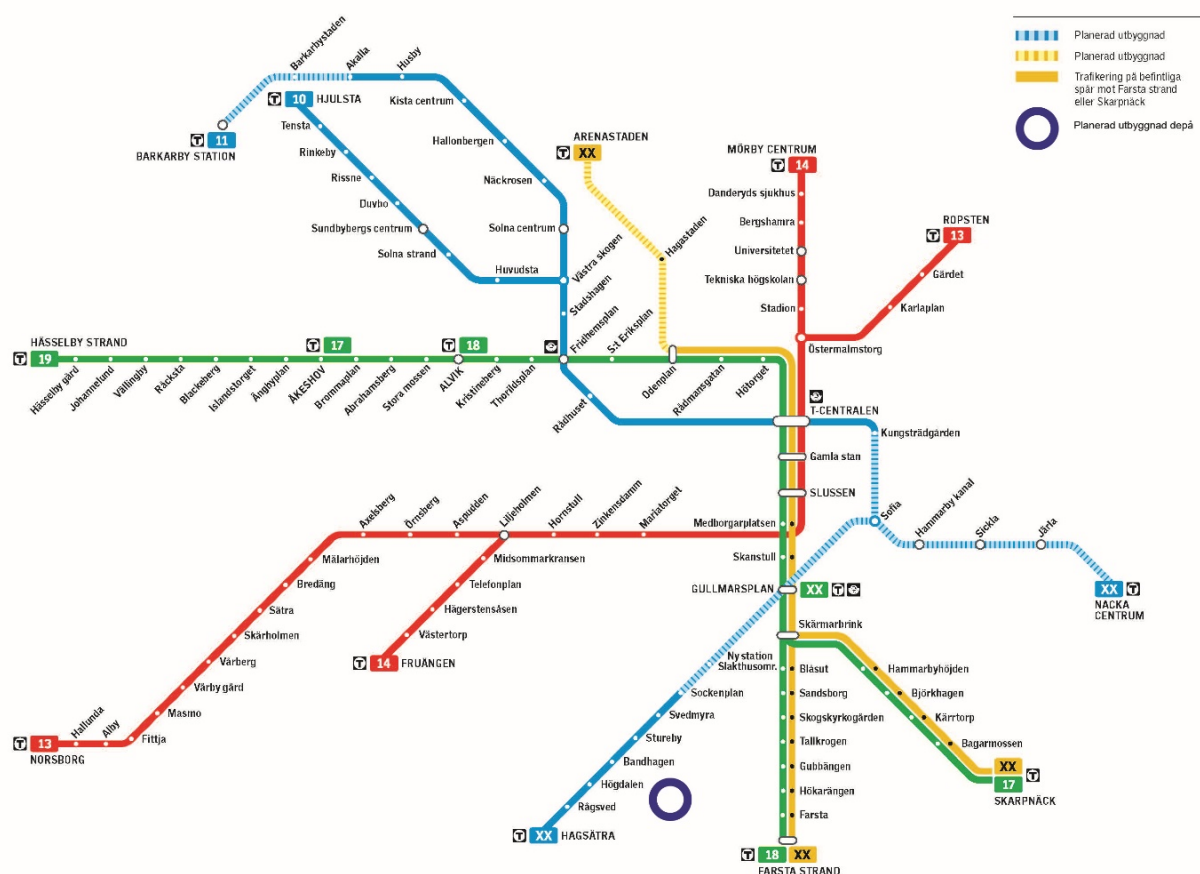 Planerad utbyggnad
Planerad utbyggnad
Trafikering på befintliga
spår mot Farsta strand
eller Skarpnäck
Planerad utbyggnad depå
Barkarbystaden
Akalla
Husby
T 10 HJULSTA
Kista centrum
Tensta
T 11
BARKARBY STATION
Hallonbergen
Rinkeby
Rissne
Näckrosen
Duvbo
Sundbybergs centrum
Solna centrum
Solna strand
Huvudsta
Västra skogen
Stadshagen
Fridhemsplan
ARENASTADEN
T XX
Hagastaden
MÖRBY CENTRUM
T 14
Danderyds sjukhus
Bergshamra
Universitetet
Tekniska högskolan
Stadion
ROPSTEN
T 13
Gärdet
Karlaplan
Östermalmstorg
HÄSSELBY STRAND
T 19
Hässelby gård
Johannelund
Vällingby
Råcksta
Blackeberg
Islandstorget
Ängbyplan
T 17
ÅKESHOV
Brommaplan
Abrahamsberg
Stora mossen
T 18
ALVIK
Kristineberg
Thorildsplan
S:t Eriksplan
Odenplan
Rådmansgatan
Hötorget
Rådhuset
T-CENTRALEN
Kungsträdgården
Gamla stan
SLUSSEN
Medborgarplatsen
Skanstull
GULLMARSPLAN
XX T
Skärmarbrink
Sofia
Hammarby kanal
Sickla
Järla
XX T
NACKA
CENTRUM
Axelsberg
Örnsberg
Aspudden
Liljeholmen
Hornstull
Zinkensdamm
Mariatorget
Mälarhöjden
Bredäng
Sätra
Skärholmen
Vårberg
Vårby gård
Masmo
Fittja
Alby
Hallunda
T 13
NORSBORG
Midsommarkransen
Telefonplan
Hägerstensåsen
Västertorp
T 14 FRUÄNGEN
Ny station
Slakthusomr.
Sockenplan
Svedmyra
Stureby
Bandhagen
Högdalen
Rågsved
T XX HAGSÄTRA
Blåsut
Sandsborg
Skogskyrkogården
Tallkrogen
Gubbängen
Hökarängen
Farsta
T 18 XX
FARSTA STRAND
Hammarbyhöjden
Björkhagen
Kärrtorp
Bagarmossen
XX
17 T
SKARPNÄCK